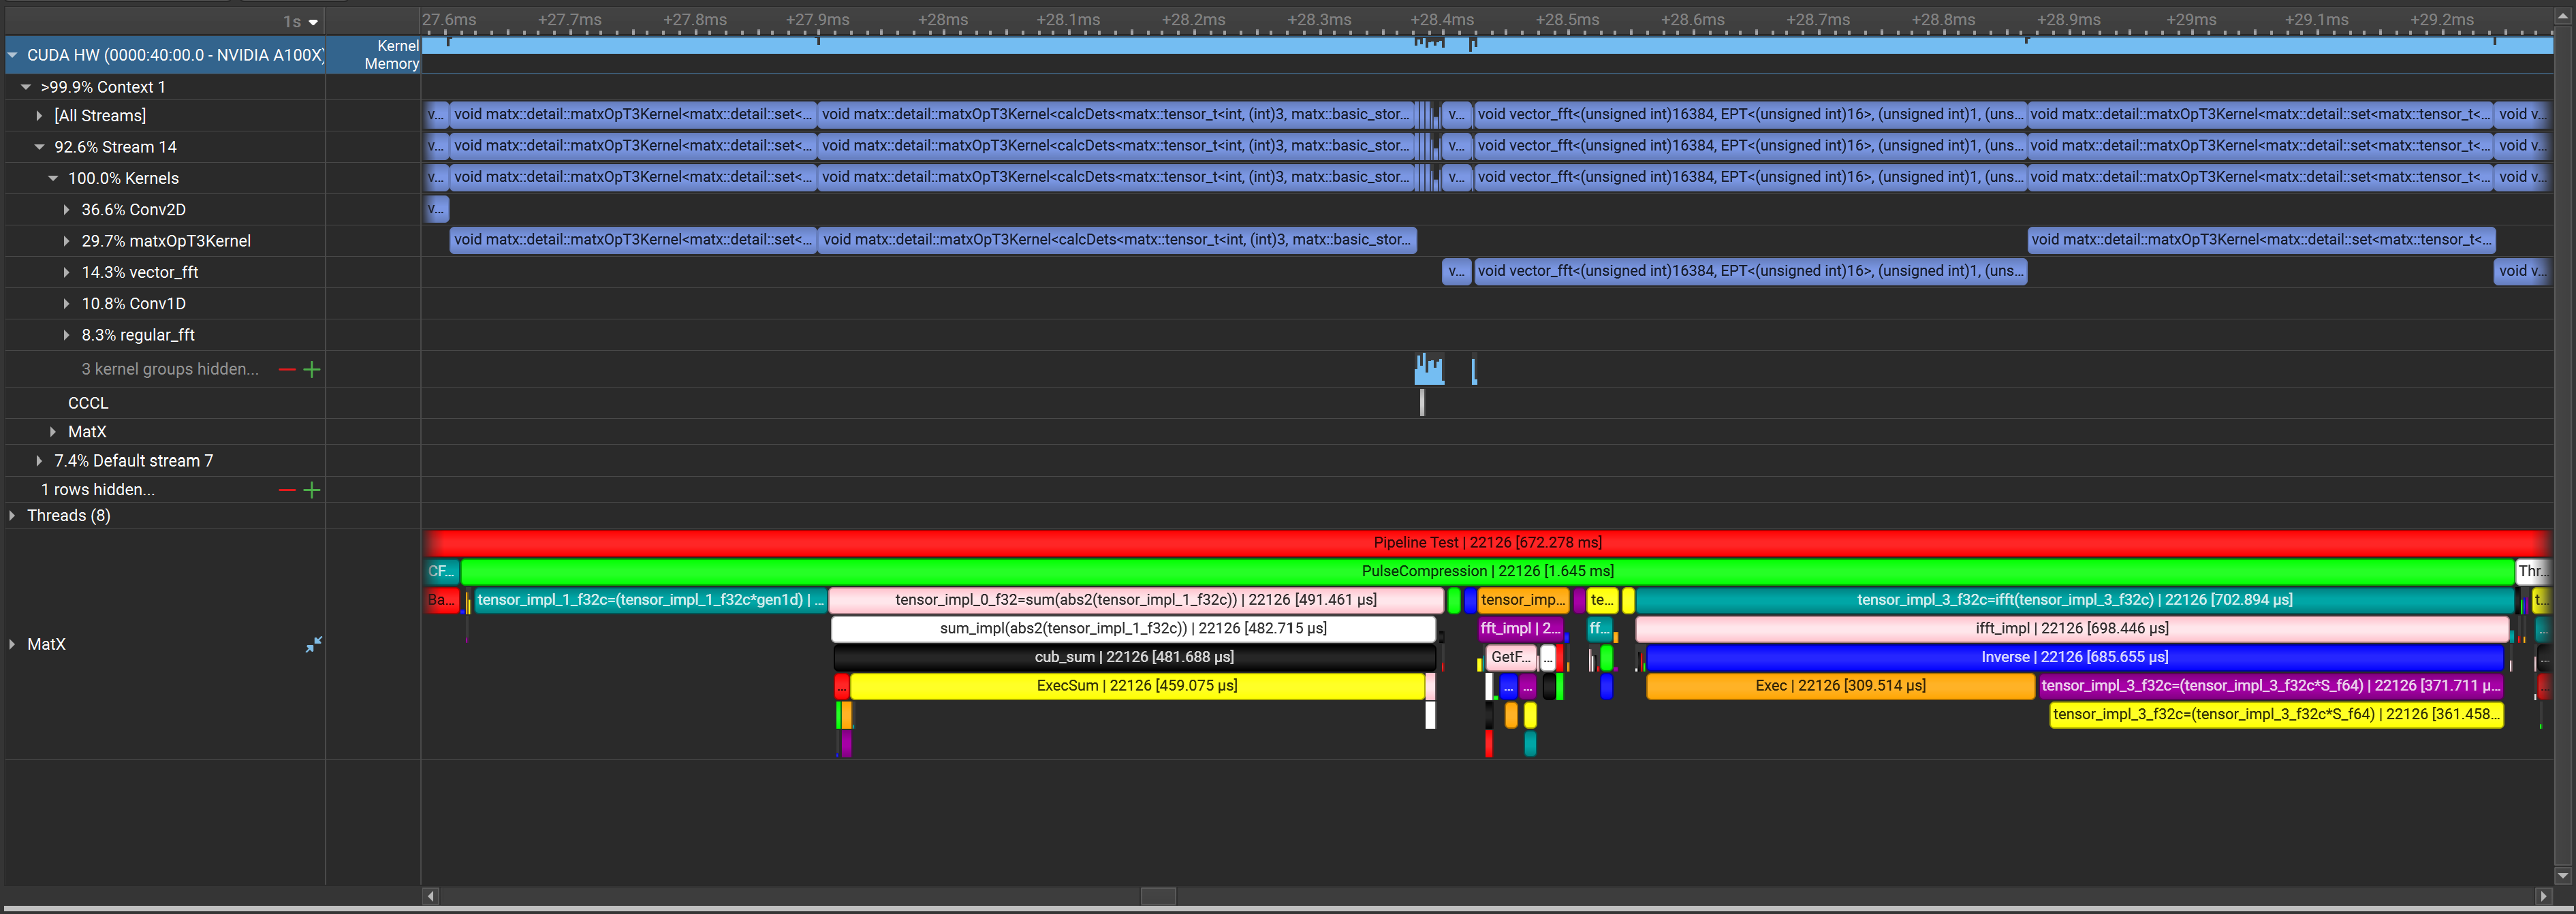 1s 27.6ms +27.7ms +27.8ms +27.9ms +28ms +28.1ms +28.2ms +28.3ms +28.4ms +28.5ms +28.6ms +28.7ms +28.8ms +28.9ms +29ms +29.1ms +29.2ms
CUDA HW (0000:40:00.0 - NVIDIA A100X) Kernel
Memory
>99.9% Context 1
[All Streams] v... void matx::detail::matxOpT3Kernel<matx::detail::set<... void matx::detail::matxOpT3Kernel<calcDets<matx::tensor_t<int, (int)3, matx::basic_stor... v... void vector_fft<(unsigned int)16384, EPT<(unsigned int)16>, (unsigned int)1, (uns... void matx::detail::matxOpT3Kernel<matx::detail::set<matx::tensor_t<... void v...
92.6% Stream 14 v... void matx::detail::matxOpT3Kernel<matx::detail::set<... void matx::detail::matxOpT3Kernel<calcDets<matx::tensor_t<int, (int)3, matx::basic_stor... v... void vector_fft<(unsigned int)16384, EPT<(unsigned int)16>, (unsigned int)1, (uns... void matx::detail::matxOpT3Kernel<matx::detail::set<matx::tensor_t<... void v...
100.0% Kernels v... void matx::detail::matxOpT3Kernel<matx::detail::set<... void matx::detail::matxOpT3Kernel<calcDets<matx::tensor_t<int, (int)3, matx::basic_stor... v... void vector_fft<(unsigned int)16384, EPT<(unsigned int)16>, (unsigned int)1, (uns... void matx::detail::matxOpT3Kernel<matx::detail::set<matx::tensor_t<... void v...
36.6% Conv2D v...
29.7% matxOpT3Kernel void matx::detail::matxOpT3Kernel<matx::detail::set<... void matx::detail::matxOpT3Kernel<calcDets<matx::tensor_t<int, (int)3, matx::basic_stor... void matx::detail::matxOpT3Kernel<matx::detail::set<matx::tensor_t<...
14.3% vector_fft v... void vector_fft<(unsigned int)16384, EPT<(unsigned int)16>, (unsigned int)1, (uns... void v...
10.8% Conv1D
8.3% regular_fft
3 kernel groups hidden...
CCCL
MatX
7.4% Default stream 7
1 rows hidden...
Threads (8)
Pipeline Test | 22126 [672.278 ms]
CF... PulseCompression | 22126 [1.645 ms] Thr...
Ba... tensor_impl_1_f32c=(tensor_impl_1_f32c*gen1d) | ... tensor_impl_0_f32=sum(abs2(tensor_impl_1_f32c)) | 22126 [491.461 µs] tensor_imp... te... tensor_impl_3_f32c=ifft(tensor_impl_3_f32c) | 22126 [702.894 µs] t...
sum_impl(abs2(tensor_impl_1_f32c)) | 22126 [482.715 µs] fft_impl | 2... ff... ifft_impl | 22126 [698.446 µs] ...
MatX cub_sum | 22126 [481.688 µs] GetF... ... Inverse | 22126 [685.655 µs] ...
... ExecSum | 22126 [459.075 µs] ... ... Exec | 22126 [309.514 µs] tensor_impl_3_f32c=(tensor_impl_3_f32c*S_f64) | 22126 [371.711 µ... ...
tensor_impl_3_f32c=(tensor_impl_3_f32c*S_f64) | 22126 [361.458...